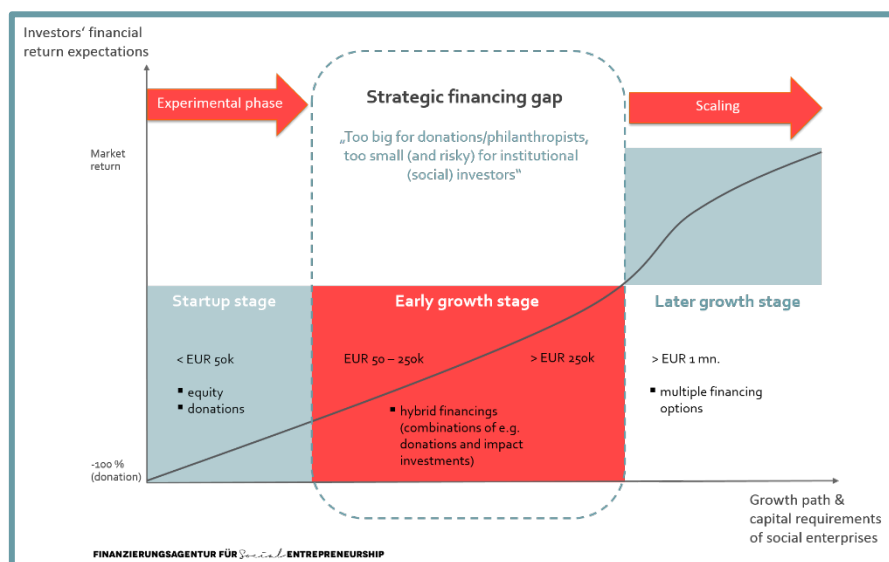 Investors‘ financial
return expectations
Experimental phase
Strategic financing gap
Scaling
„Too big for donations/philanthropists,
too small (and risky) for institutional
(social) investors“
Market
return
Startup stage
Early growth stage
Later growth stage
< EUR 50k
EUR 50 – 250k
> EUR 250k
> EUR 1 mn.
▪ equity
▪ donations
▪ hybrid financings
(combinations of e.g.
donations and impact
investments)
▪ multiple financing
options
-100 %
(donation)
Growth path &
capital requirements
of social enterprises
FINANZIERUNGSAGENTUR FÜR Social ENTREPRENEURSHIP